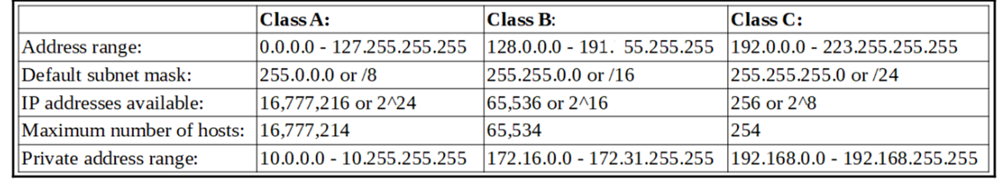 Class A: Class B: Class C:
Address range: 0.0.0.0 - 127.255.255.255 128.0.0.0 - 191. 55.255.255 192.0.0.0 - 223.255.255.255
Default subnet mask: 255.0.0.0 or /8 255.255.0.0 or /16 255.255.255.0 or /24
IP addresses available: 16,777,216 or 2^24 65,536 or 2^16 256 or 2^8
Maximum number of hosts: 16,777,214 65,534 254
Private address range: 10.0.0.0 - 10.255.255.255 172.16.0.0 - 172.31.255.255 192.168.0.0 - 192.168.255.255